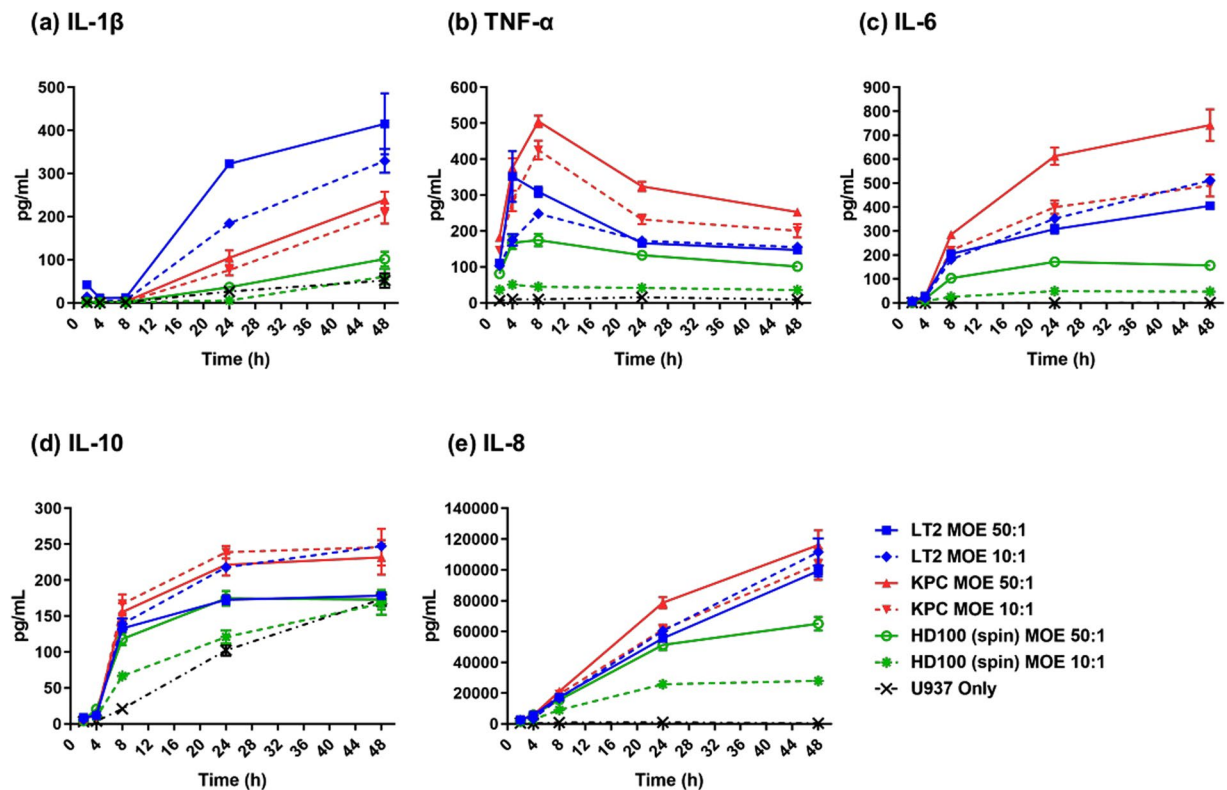 (a) IL-1β
(b) TNF-α
(c) IL-6
pg/mL
500
400
300
200
100
0
0 4 8 12 16 20 24 28 32 36 40 44 48
Time (h)
pg/mL
600
500
400
300
200
100
0
0 4 8 12 16 20 24 28 32 36 40 44 48
Time (h)
pg/mL
900
800
700
600
500
400
300
200
100
0
0 4 8 12 16 20 24 28 32 36 40 44 48
Time (h)
(d) IL-10
(e) IL-8
pg/mL
300
250
200
150
100
50
0
0 4 8 12 16 20 24 28 32 36 40 44 48
Time (h)
pg/mL
140000
120000
100000
80000
60000
40000
20000
0
0 4 8 12 16 20 24 28 32 36 40 44 48
Time (h)
LT2 MOE 50:1
LT2 MOE 10:1
KPC MOE 50:1
KPC MOE 10:1
HD100 (spin) MOE 50:1
HD100 (spin) MOE 10:1
U937 Only